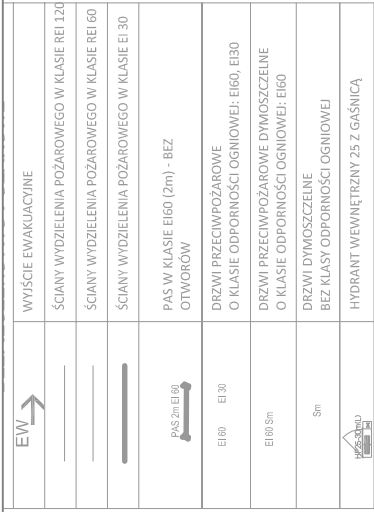 EW
WYJŚCIE EWAKUACYJNE
ŚCIANY WYDZIELENIA POŻAROWEGO W KLASIE REI 120
ŚCIANY WYDZIELENIA POŻAROWEGO W KLASIE REI 60
ŚCIANY WYDZIELENIA POŻAROWEGO W KLASIE EI 30
PAS 2m EI 60
PAS W KLASIE EI60 (2m) - BEZ
OTWORÓW
EI 60 EI 30
DRZWI PRZECIWPOŻAROWE
O KLASIE ODPORNOŚCI OGNIOWEJ: EI60, EI30
EI 60 Sm
DRZWI PRZECIWPOŻAROWE DYMOSZCZELNE
O KLASIE ODPORNOŚCI OGNIOWEJ: EI60
Sm
DRZWI DYMOSZCZELNE
BEZ KLASY ODPORNOŚCI OGNIOWEJ
HYDRANT WEWNĘTRZNY 25 Z GAŚNICĄ